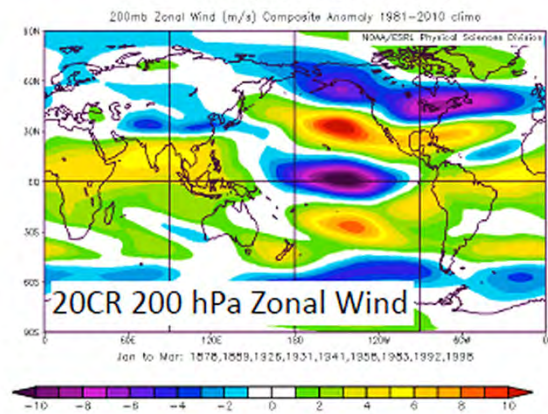 200mb Zonal Wind (m/s) Composite Anomaly 1981-2010 climo
NOAA/ESRL Physical Sciences Division
90N
60N
30N
EQ
30S
60S
90S
20CR 200 hPa Zonal Wind
0 60E 120E 180 120W 60W 0
Jan to Mar: 1878,1889,1926,1931,1941,1958,1983,1992,1998
-10 -8 -6 -4 -2 0 2 4 6 8 10